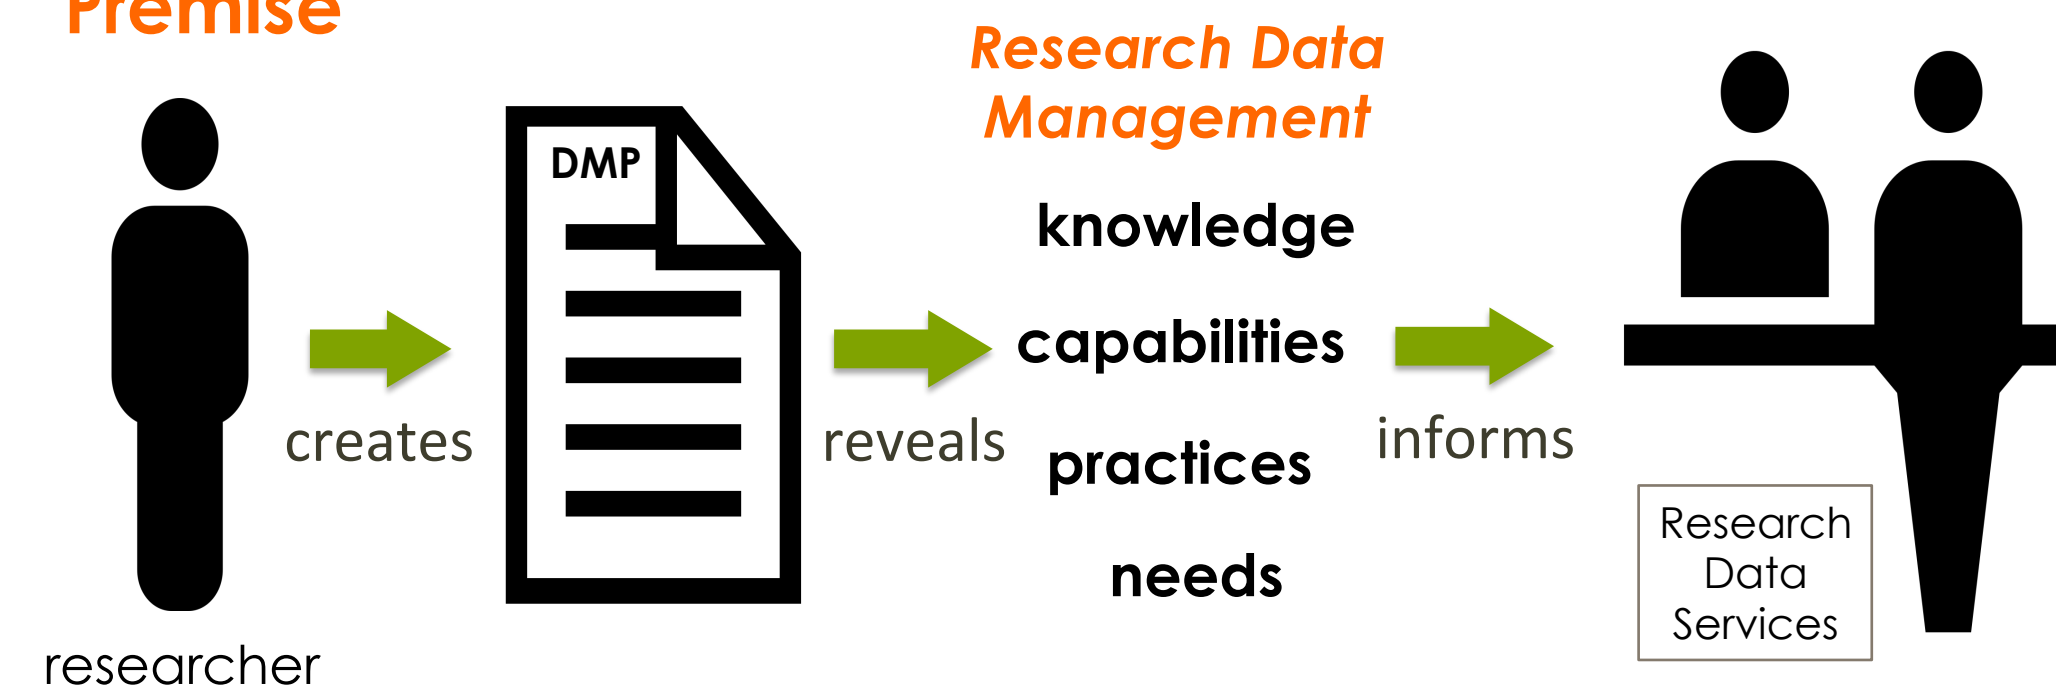 Premise
researcher
creates
DMP
reveals
Research Data
Management
knowledge
capabilities
practices
needs
informs
Research
Data
Services